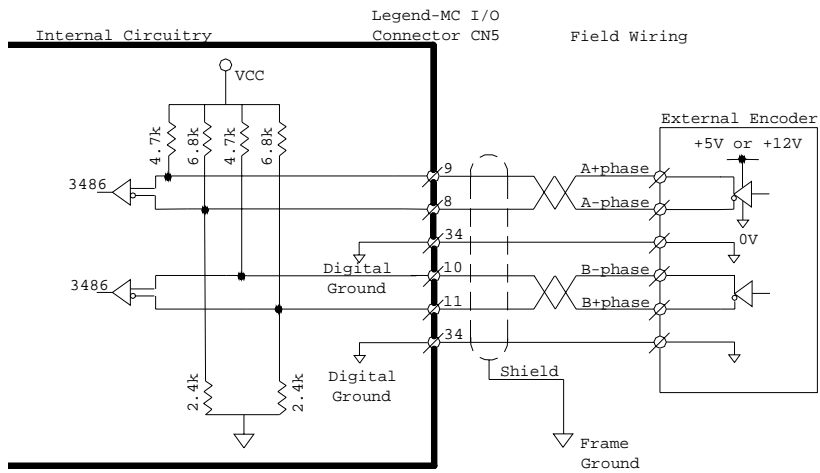 Legend-MC I/O
Internal Circuitry
Connector CN5
Field Wiring
VCC
External Encoder
4.7k
6.8k
4.7k
6.8k
+5V or +12V
9
A+phase
3486
8
A-phase
34
0V
Digital
Ground
10
B-phase
3486
11
B+phase
34
Digital
Ground
Shield
2.4k
2.4k
Frame
Ground